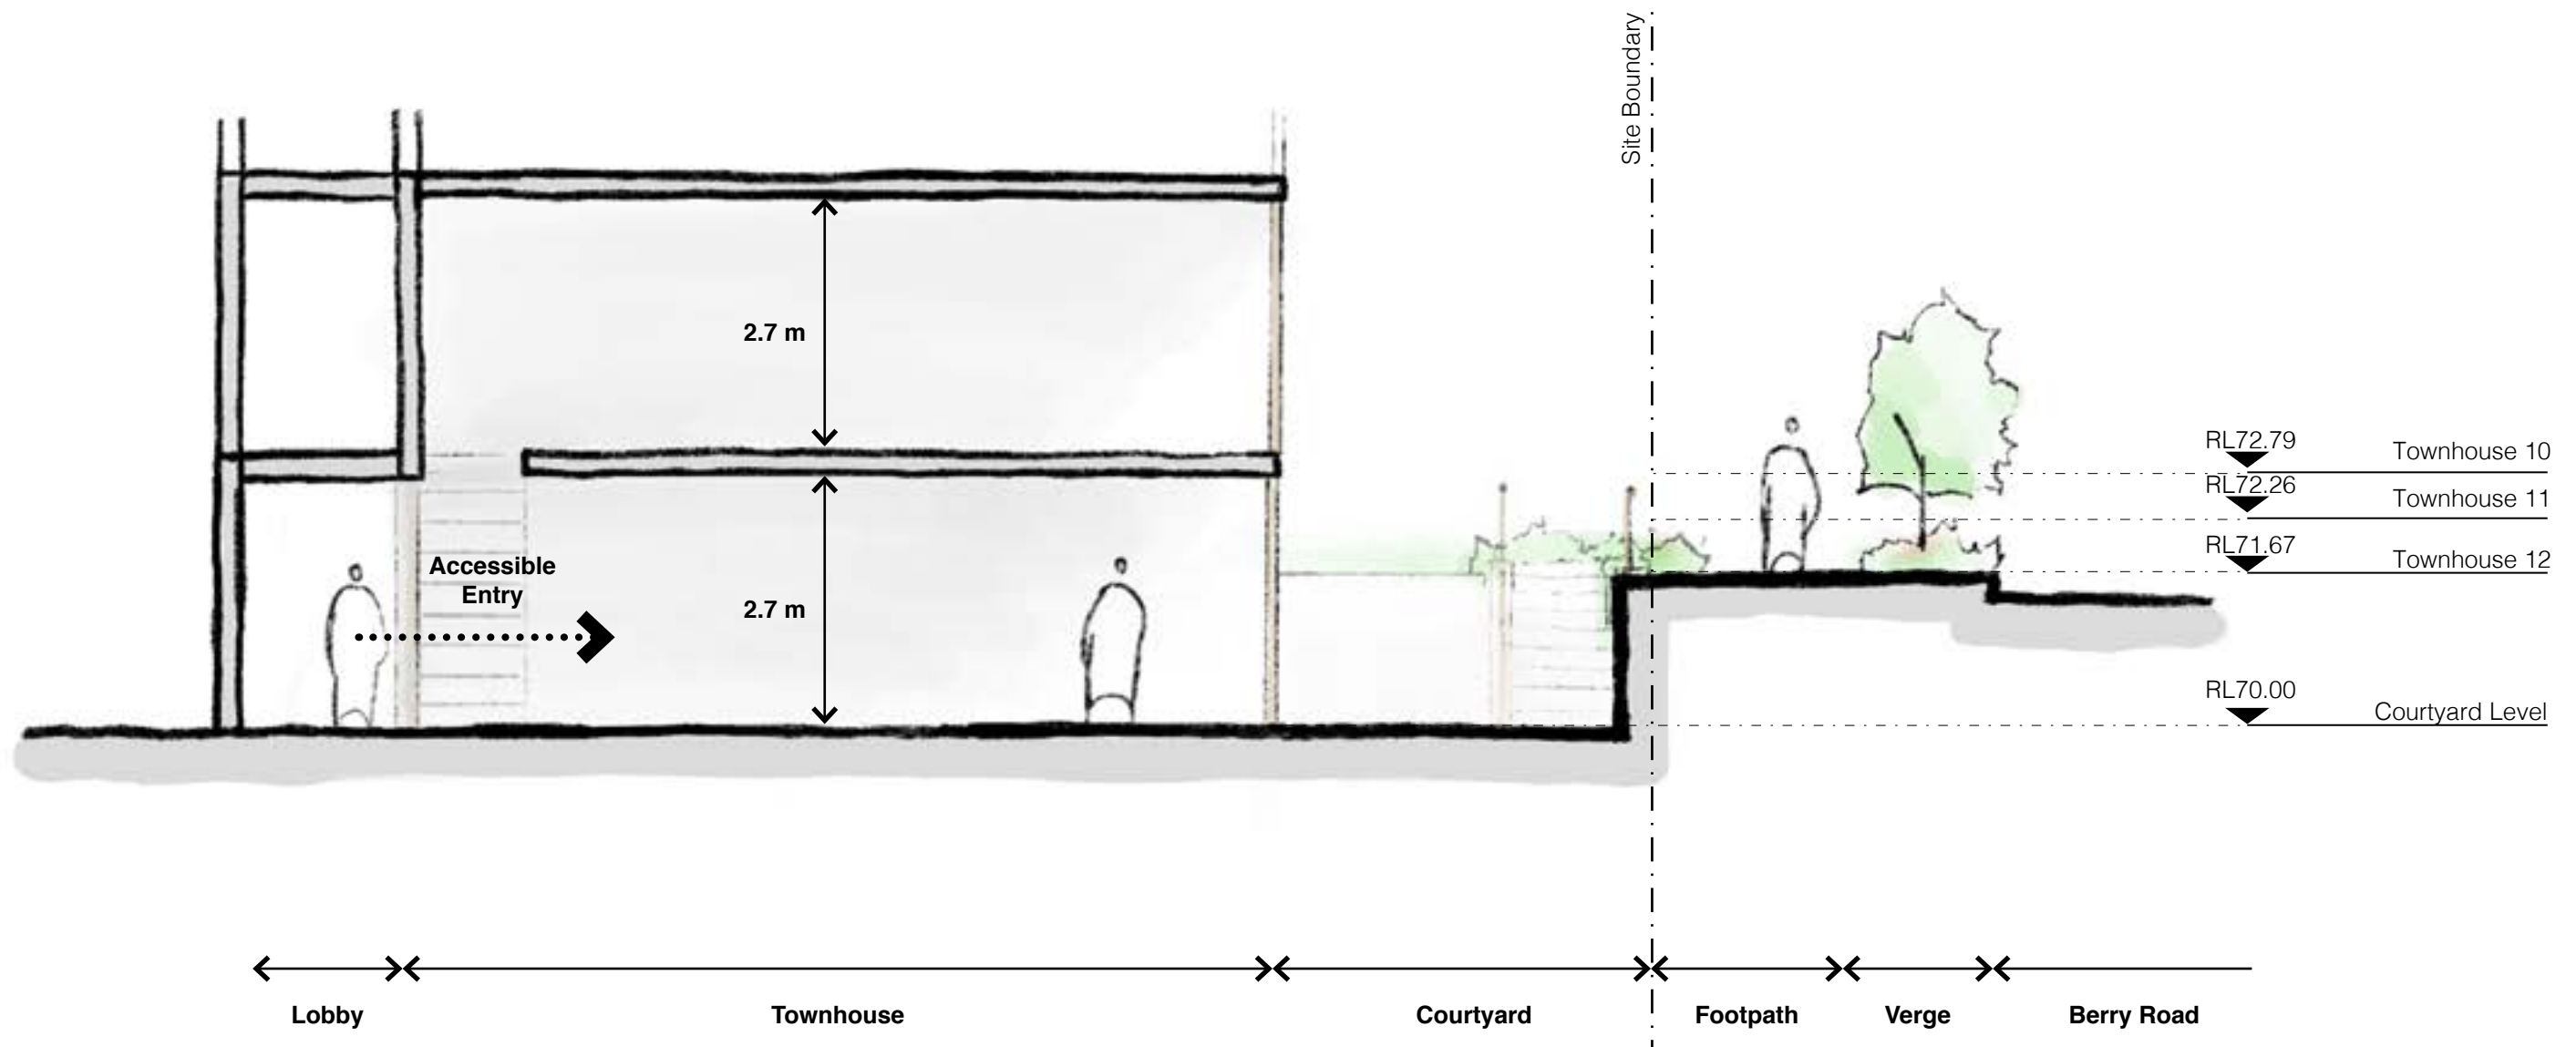 Site Boundary
2.7 m
RL72.79
Townhouse 10
RL72.26
Townhouse 11
RL71.67
Townhouse 12
Accessible
Entry
2.7 m
RL70.00
Courtyard Level
Lobby
Townhouse
Courtyard
Footpath
Verge
Berry Road